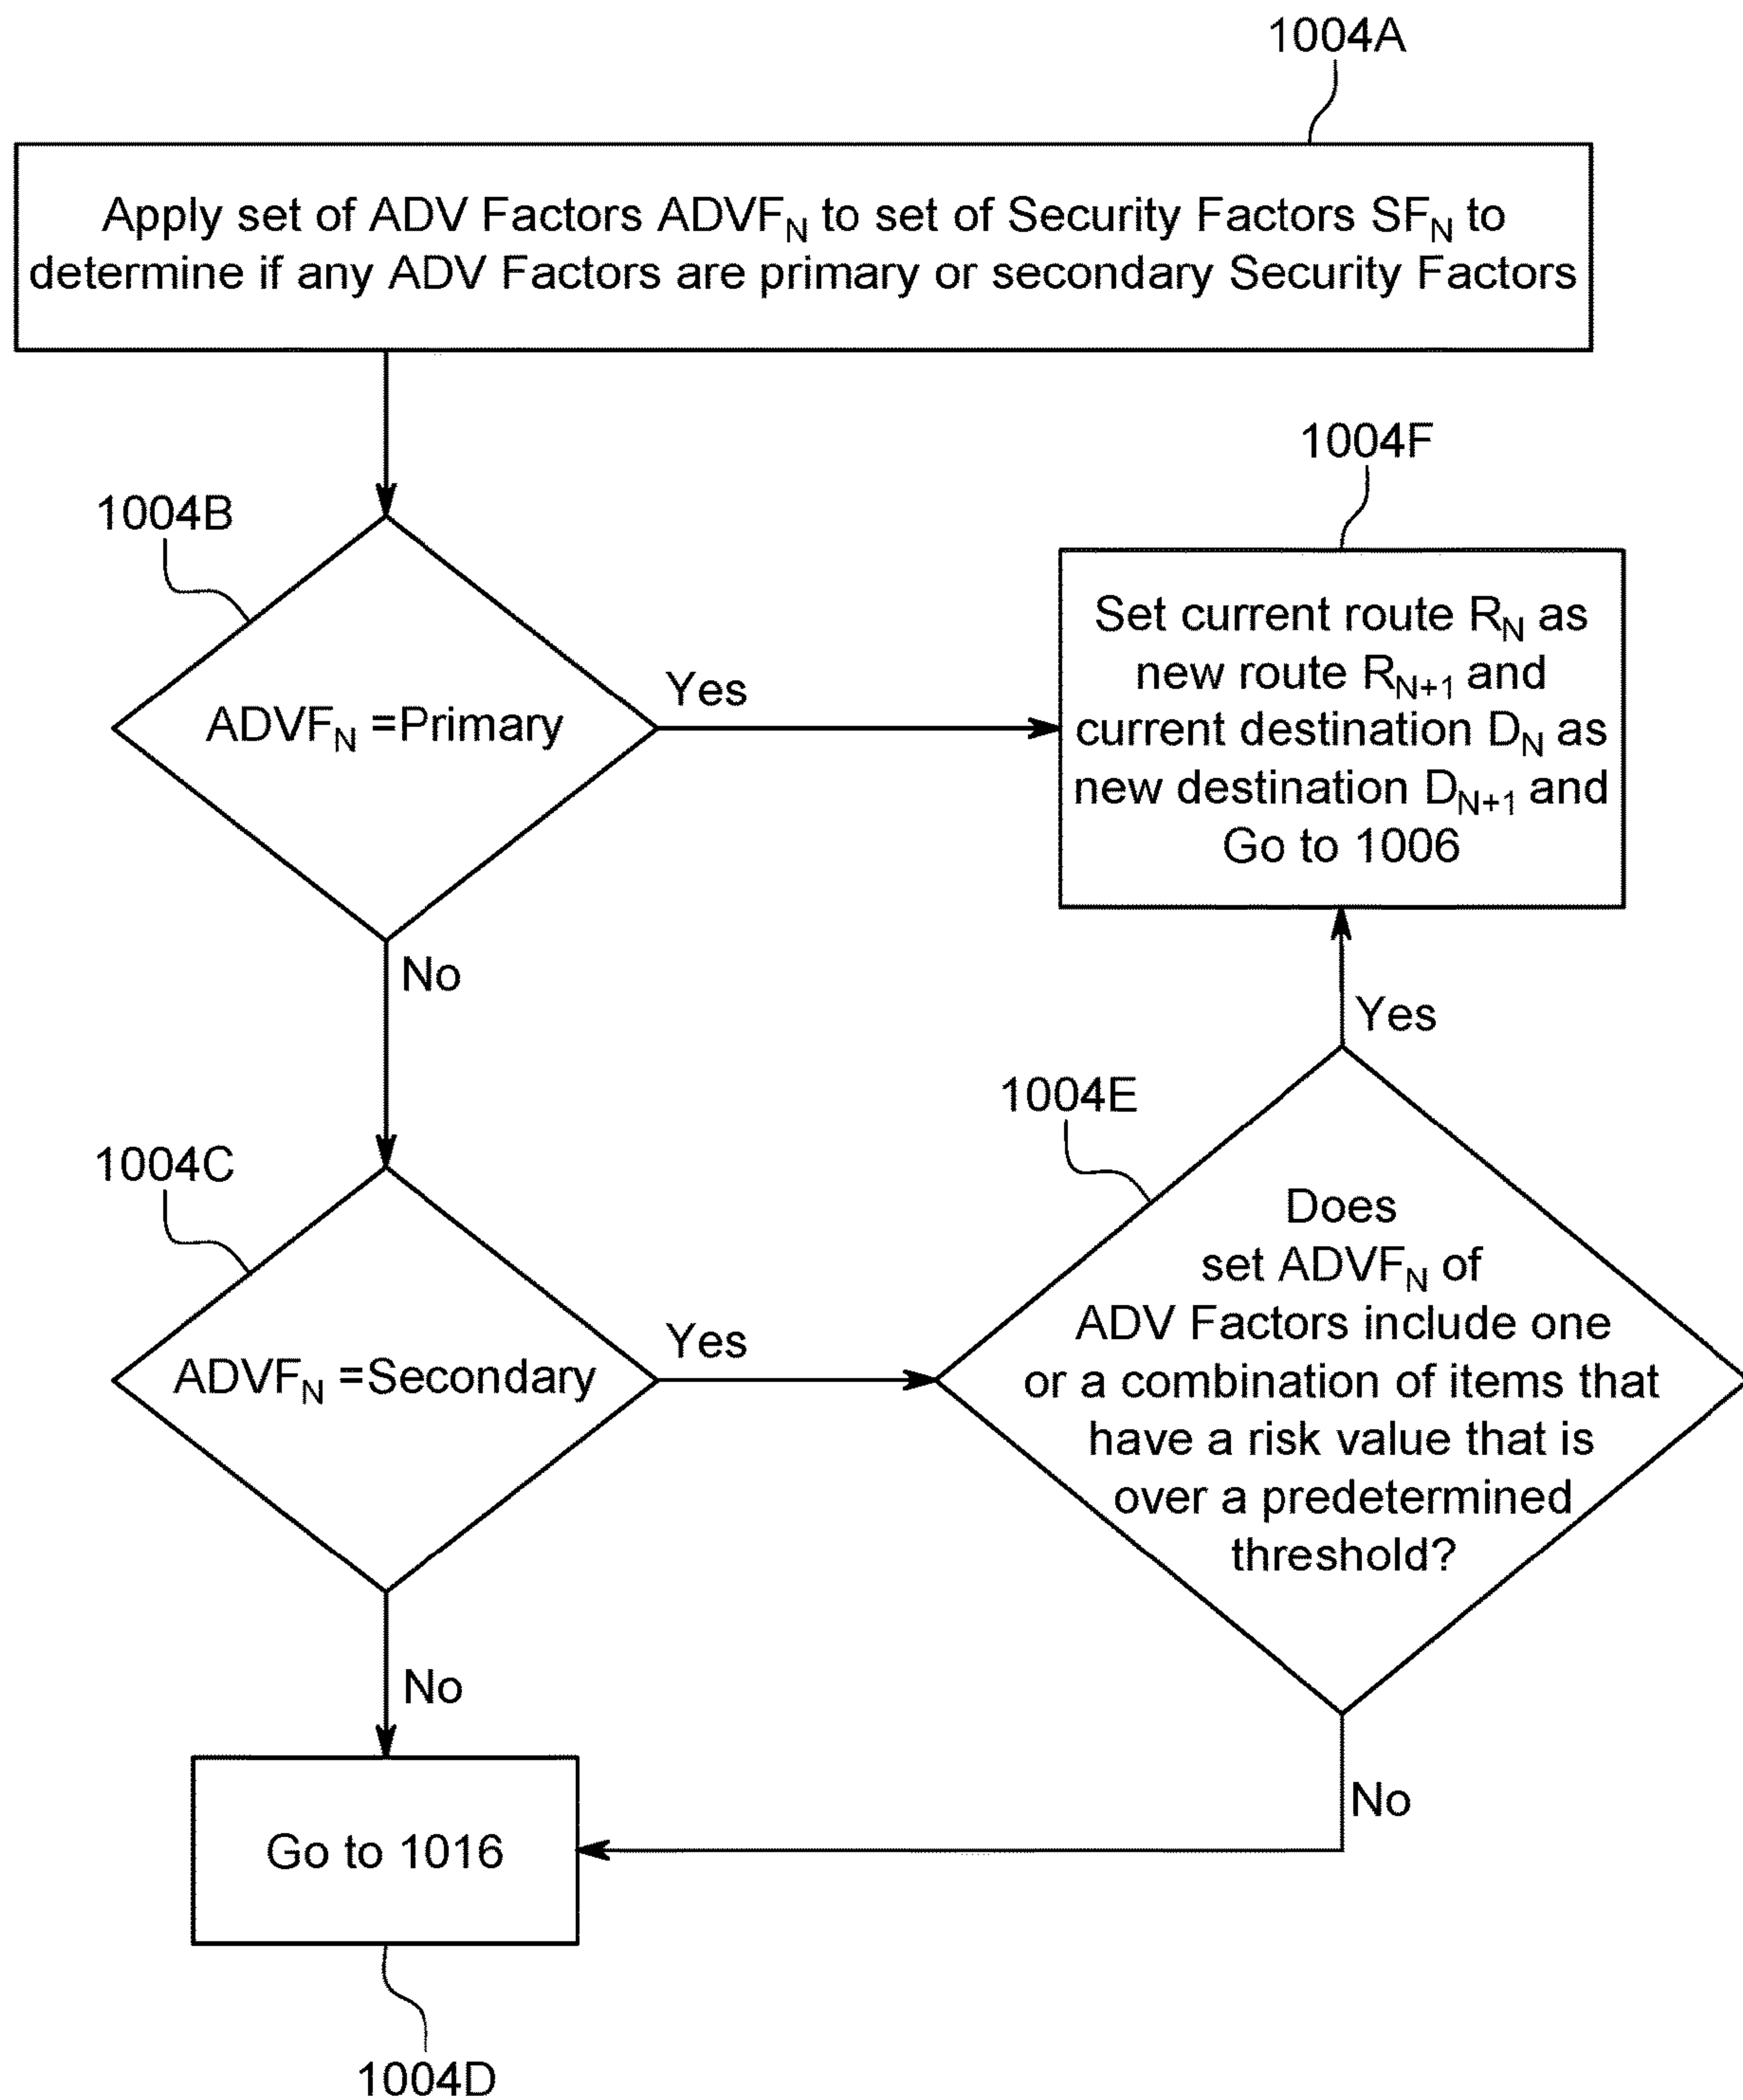 1004A
Apply set of ADV Factors ADVF_N to set of Security Factors SF_N to
determine if any ADV Factors are primary or secondary Security Factors
1004B
ADVF_N =Primary
Yes
No
1004F
Set current route R_N as
new route R_N+1 and
current destination D_N as
new destination D_N+1 and
Go to 1006
1004C
ADVF_N =Secondary
Yes
No
1004E
Does
set ADVF_N of
ADV Factors include one
or a combination of items that
have a risk value that is
over a predetermined
threshold?
Yes
No
Go to 1016
1004D